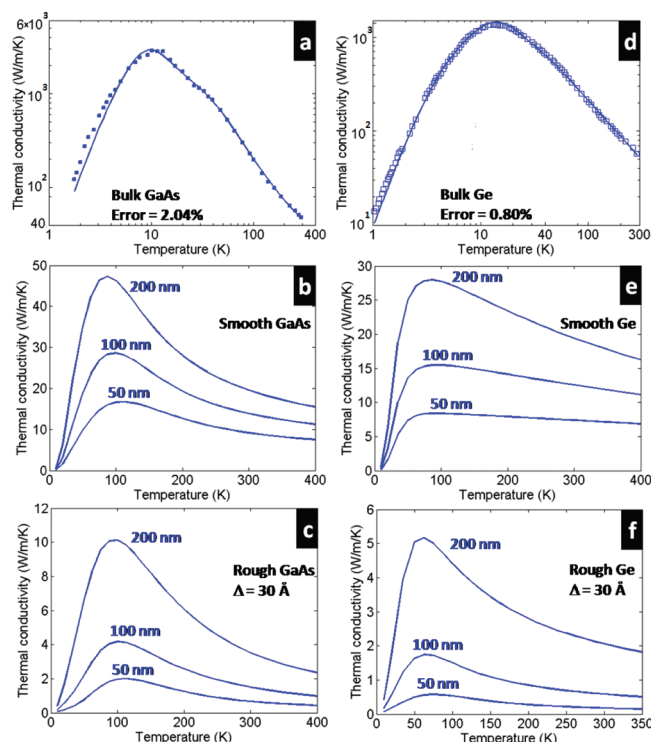 a
Thermal conductivity (W/m/K)
6×10³
10³
10²
40
Bulk GaAs
Error = 2.04%
1 10 100 400
Temperature (K)
d
Thermal conductivity (W/m/K)
10³
10²
10¹
Bulk Ge
Error = 0.80%
1 10 40 100 300
Temperature (K)
b
Thermal conductivity (W/m/K)
50
40
30
20
10
0
200 nm
Smooth GaAs
100 nm
50 nm
0 100 200 300 400
Temperature (K)
e
Thermal conductivity (W/m/K)
30
25
20
15
10
5
0
200 nm
Smooth Ge
100 nm
50 nm
0 100 200 300 400
Temperature (K)
c
Thermal conductivity (W/m/K)
12
10
8
6
4
2
0
200 nm
Rough GaAs
Δ = 30 Å
100 nm
50 nm
0 100 200 300 400
Temperature (K)
f
Thermal conductivity (W/m/K)
6
5
4
3
2
1
0
200 nm
Rough Ge
Δ = 30 Å
100 nm
50 nm
0 50 100 150 200 250 300 350
Temperature (K)